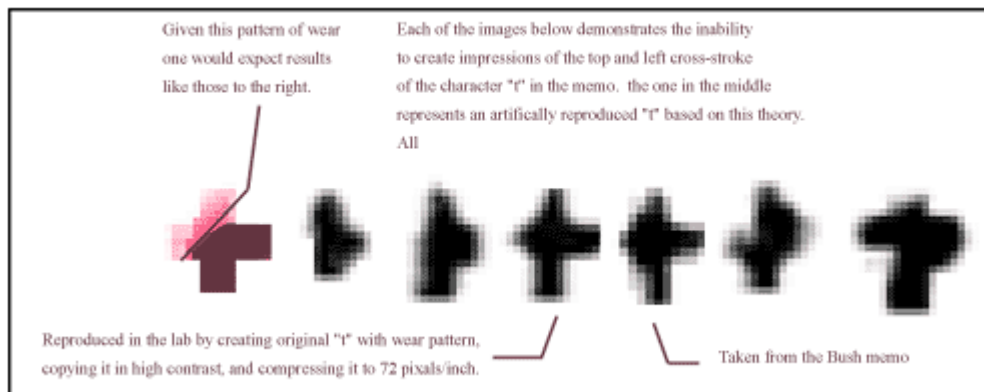 Given this pattern of wear
one would expect results
like those to the right.
Each of the images below demonstrates the inability
to create impressions of the top and left cross-stroke
of the character "t" in the memo. the one in the middle
represents an artifically reproduced "t" based on this theory.
All
Reproduced in the lab by creating original "t" with wear pattern,
copying it in high contrast, and compressing it to 72 pixals/inch.
Taken from the Bush memo